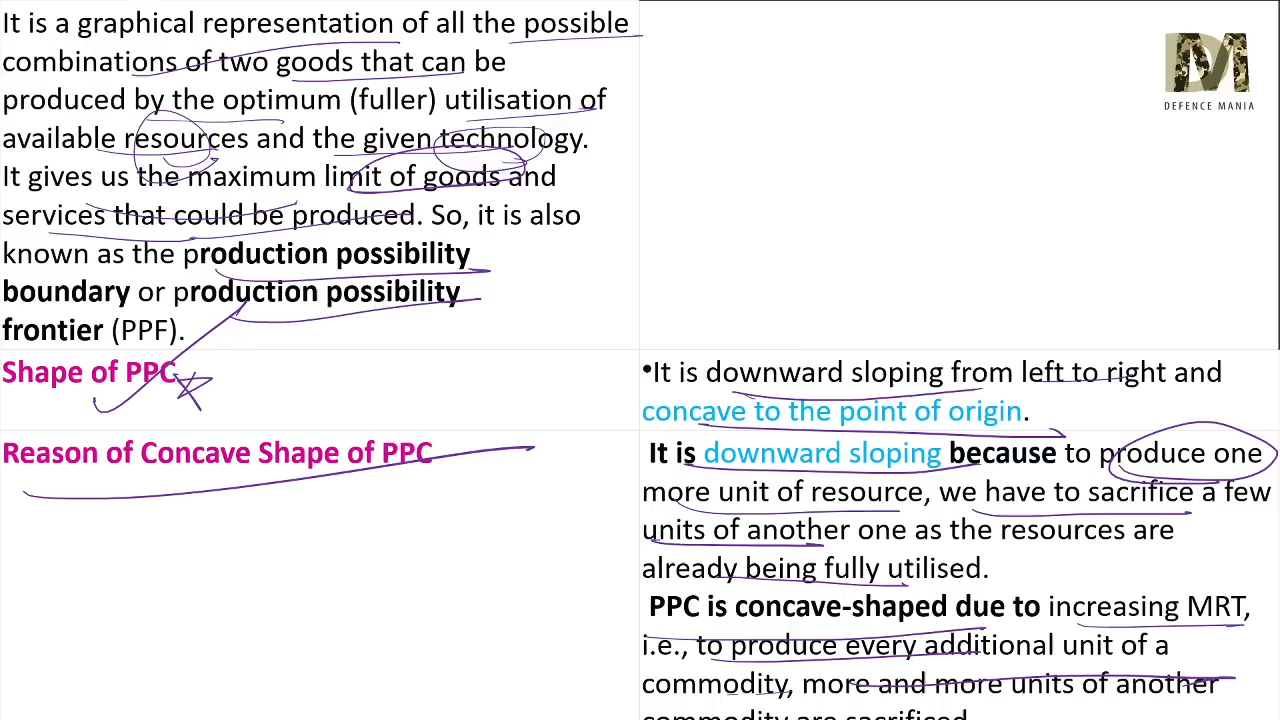 It is a graphical representation of all the possible
combinations of two goods that can be
produced by the optimum (fuller) utilisation of
available resources and the given technology.
It gives us the maximum limit of goods and
services that could be produced. So, it is also
known as the production possibility
boundary or production possibility
frontier (PPF).
DM
DEFENCE MANIA
Shape of PPC
•It is downward sloping from left to right and
concave to the point of origin.
Reason of Concave Shape of PPC
It is downward sloping because to produce one
more unit of resource, we have to sacrifice a few
units of another one as the resources are
already being fully utilised.
PPC is concave-shaped due to increasing MRT,
i.e., to produce every additional unit of a
commodity, more and more units of another
commodity are sacrificed.